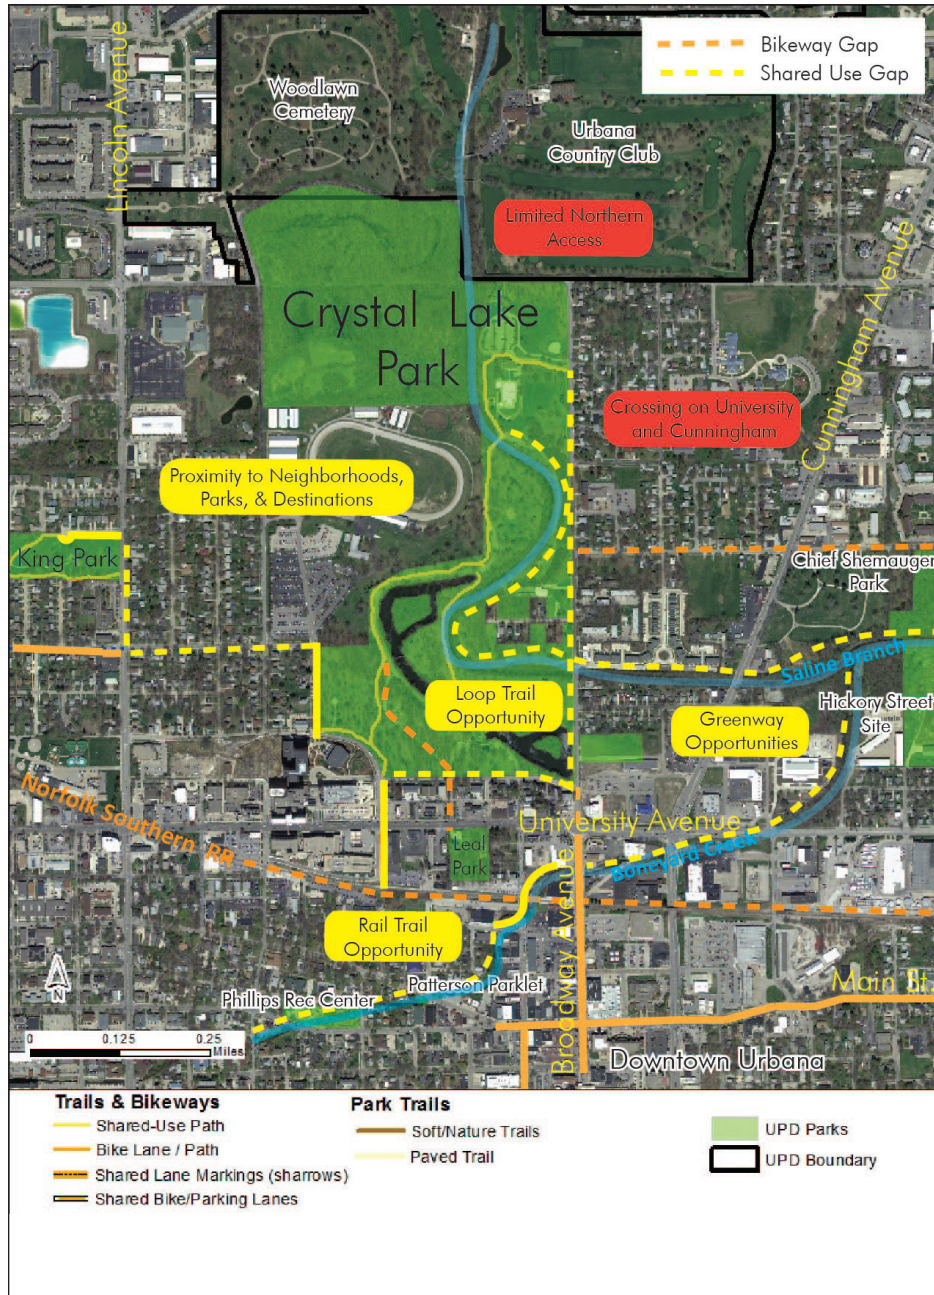 Bikeway Gap
Shared Use Gap
Lincoln Avenue
Woodlawn
Cemetery
Urbana
Country Club
Limited Northern
Access
Cunningham Avenue
Crystal Lake
Park
Crossing on University
and Cunningham
Proximity to Neighborhoods,
Parks, & Destinations
King Park
Chief Shemauger
Park
Saline Branch
Loop Trail
Opportunity
Hickory Street
Site
Greenway
Opportunities
Norfolk Southern RR
University Avenue
Leal
Park
Boneyard Creek
Broadway Avenue
Rail Trail
Opportunity
Patterson Parklet
Phillips Rec Center
Main St.
N
0 0.125 0.25
Miles
Downtown Urbana
Trails & Bikeways
Shared-Use Path
Bike Lane / Path
Shared Lane Markings (sharrows)
Shared Bike/Parking Lanes
Park Trails
Soft/Nature Trails
Paved Trail
UPD Parks
UPD Boundary